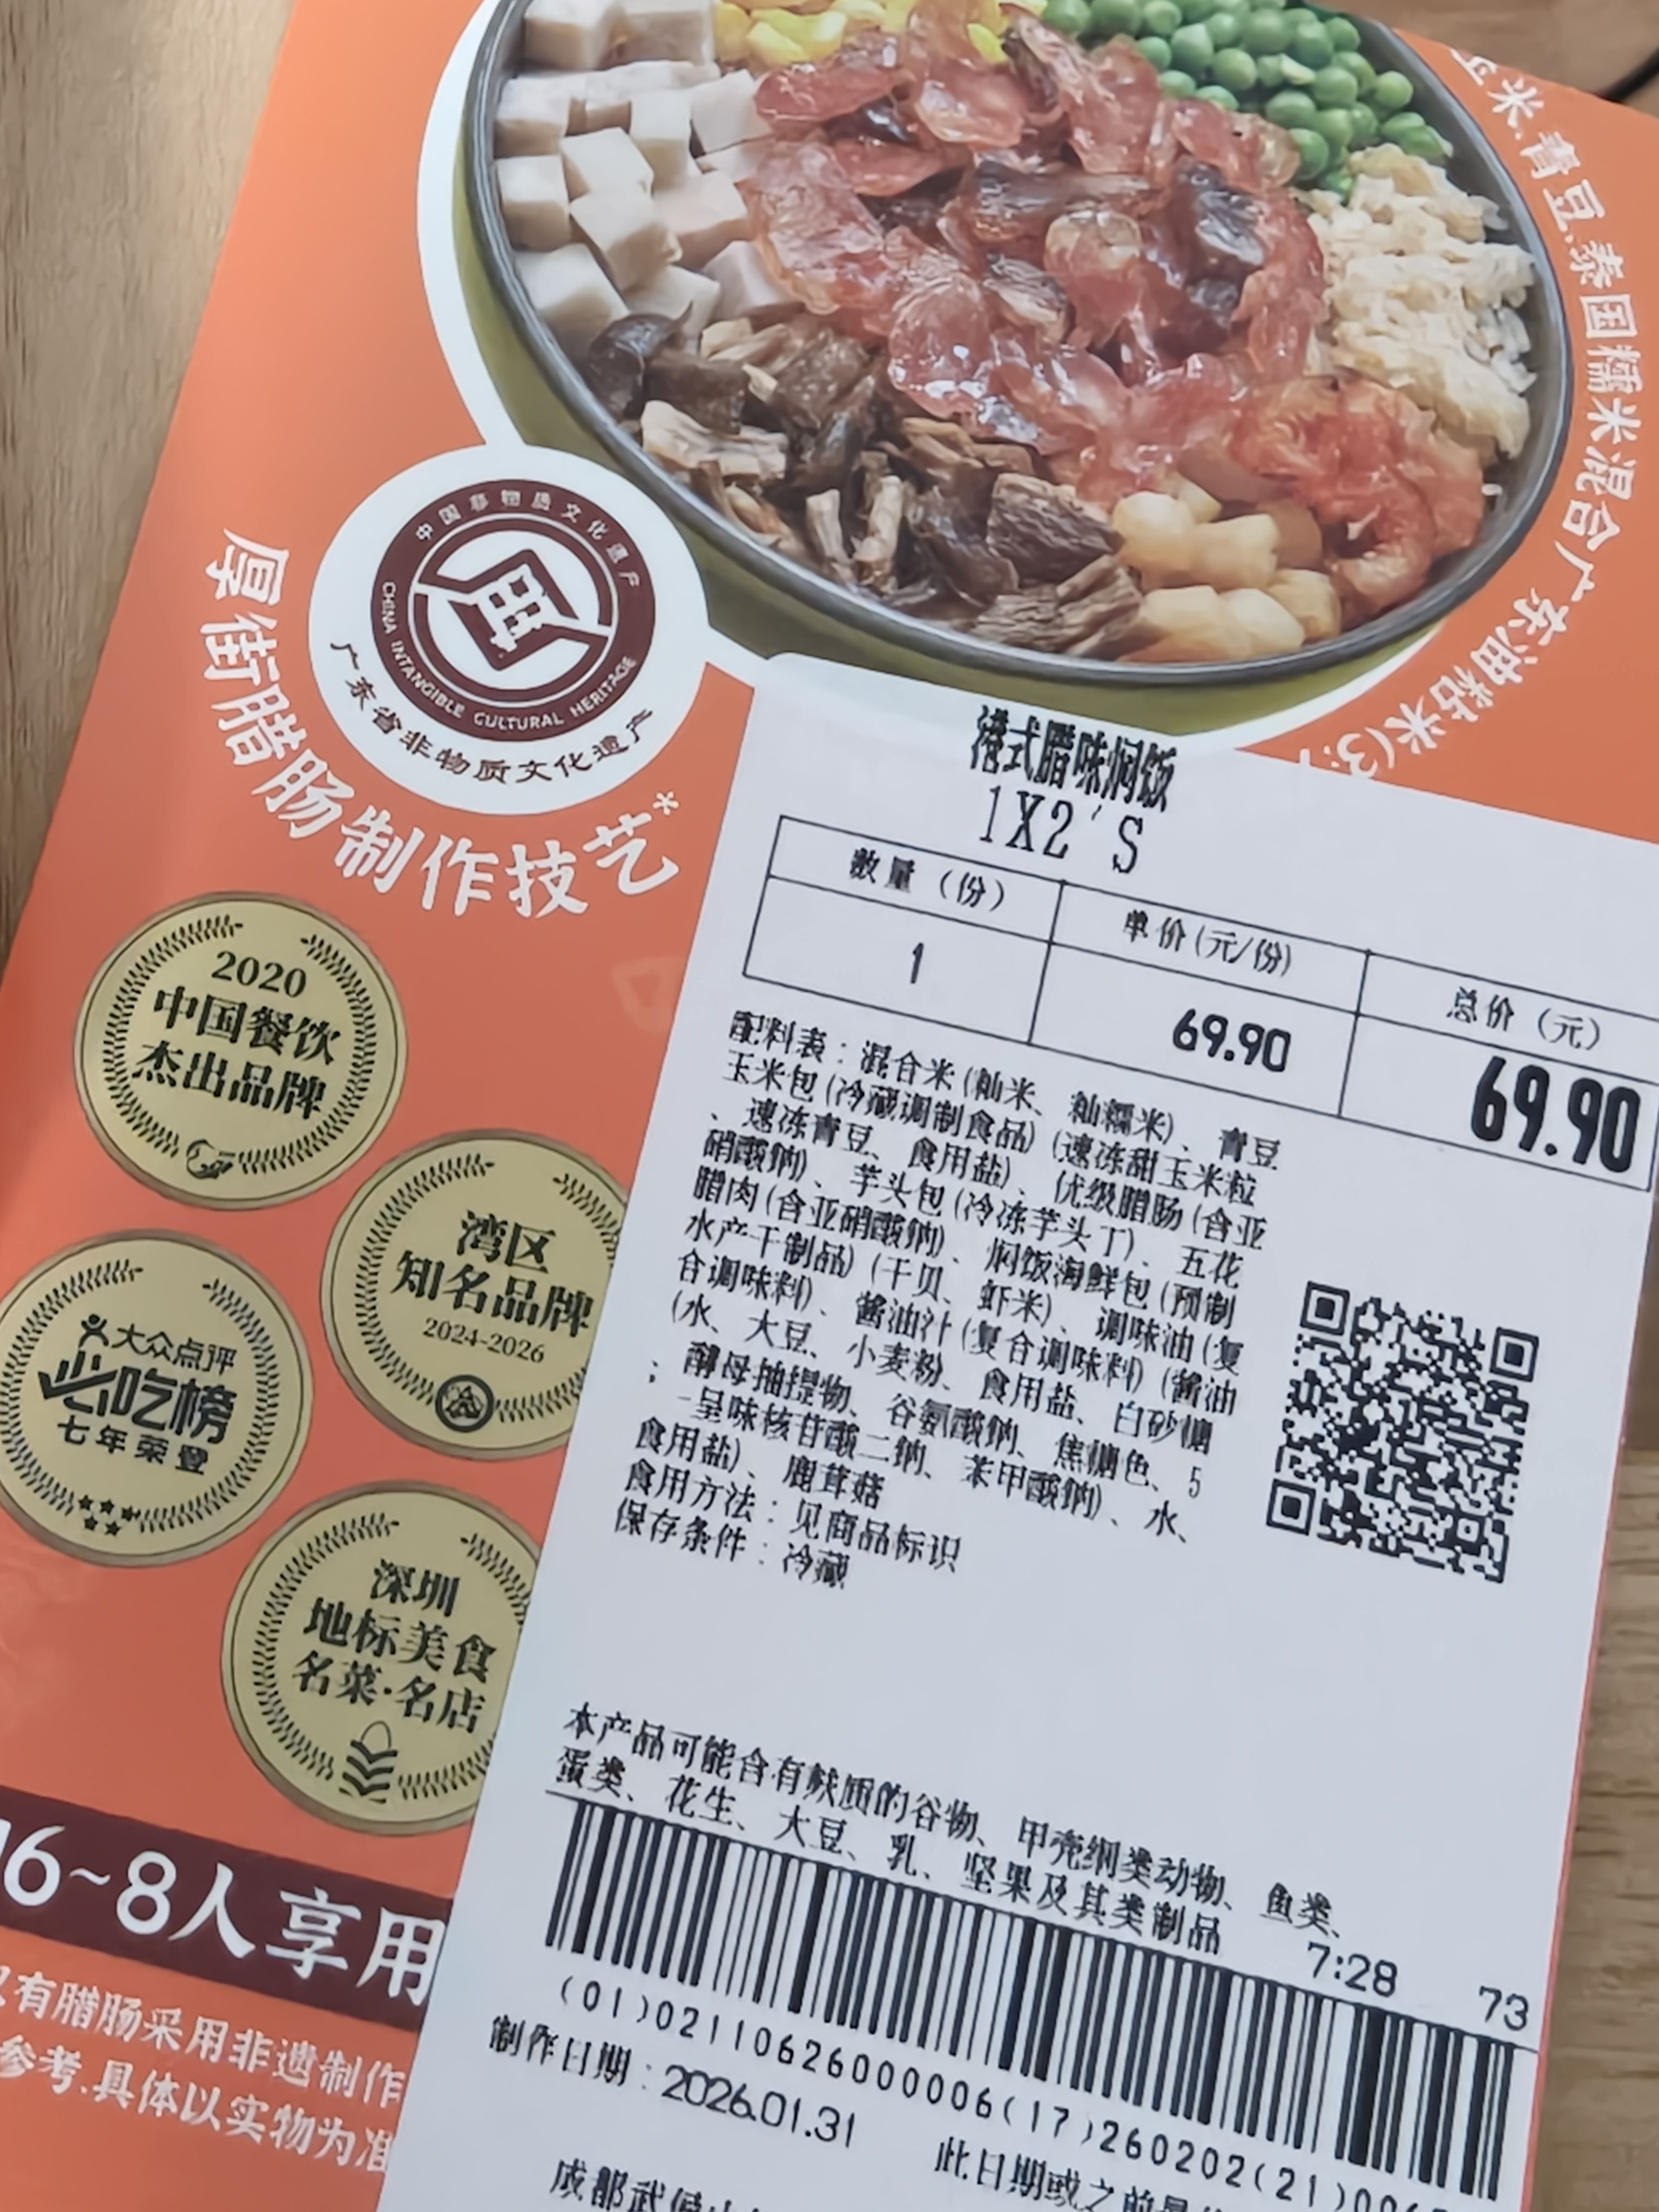 玉米.青豆.泰国糯米混合广东油粘米(3:
中国非物质文化遗产
CHINA INTANGIBLE CULTURAL HERITAGE
广东省非物质文化遗产
厚街腊肠制作技艺*
2020
中国餐饮
杰出品牌
湾区
知名品牌
2024-2026
大众点评
必吃榜
七年荣登
深圳
地标美食
名菜·名店
6~8人享用
有腊肠采用非遗制作
参考.具体以实物为准
港式腊味焖饭
1X2'S
数量（份） 单价(元/份) 总价（元）
1 69.90 69.90
配料表：混合米(籼米、籼糯米)、青豆
玉米包(冷藏调制食品)(速冻甜玉米粒
、速冻青豆、食用盐)、优级腊肠(含亚
硝酸钠)、芋头包(冷冻芋头丁)、五花
腊肉(含亚硝酸钠)、焖饭海鲜包(预制
水产干制品)(干贝、虾米)、调味油(复
合调味料)、酱油汁(复合调味料)(酱油
(水、大豆、小麦粉、食用盐、白砂糖
；酵母抽提物、谷氨酸钠、焦糖色、5
'-呈味核苷酸二钠、苯甲酸钠)、水、
食用盐)、鹿茸菇
食用方法：见商品标识
保存条件：冷藏
本产品可能含有麸质的谷物、甲壳纲类动物、鱼类、
蛋类、花生、大豆、乳、坚果及其类制品
7:28 73
(01)02110626000006(17)260202(21)006
制作日期：2026.01.31
此日期或之前
成都武侯